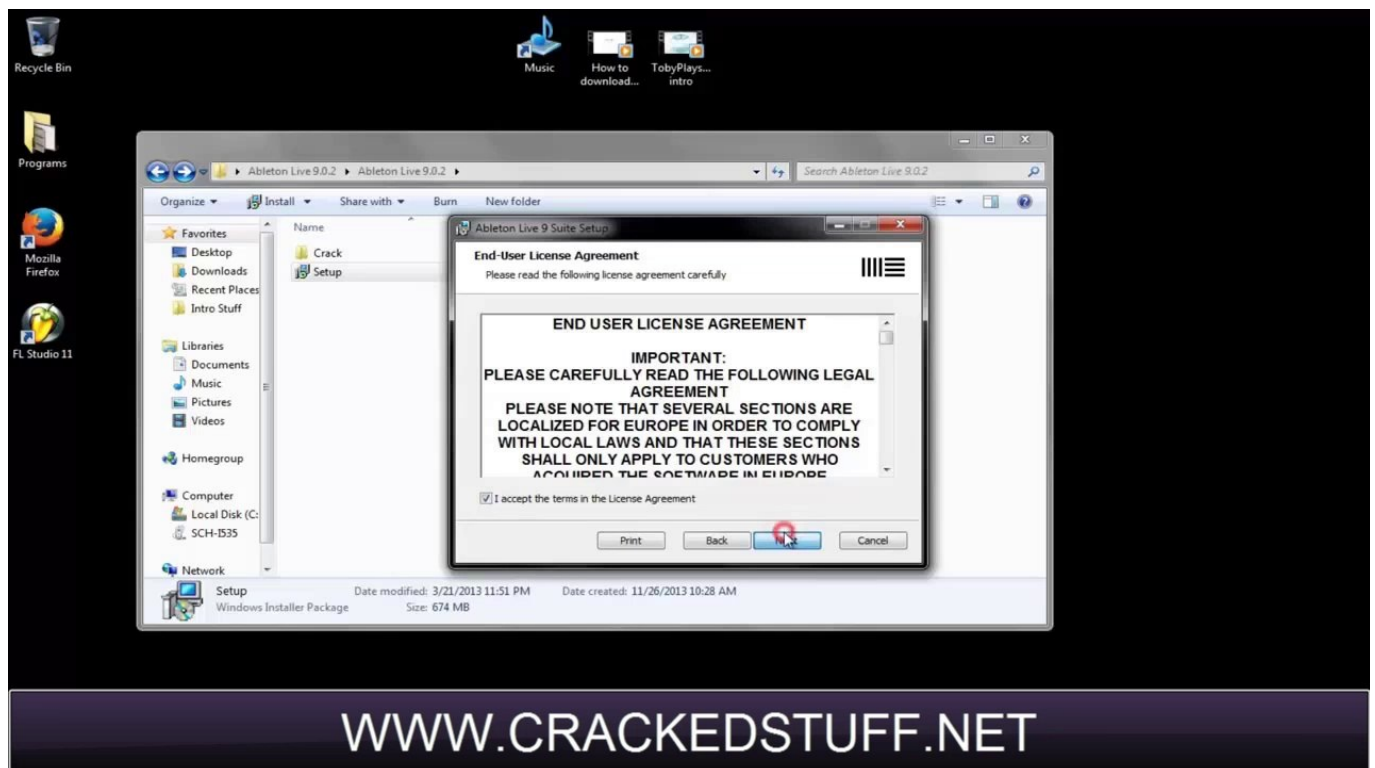 Recycle Bin
Music
How to
download...
TobyPlays...
intro
Programs
Mozilla
Firefox
FL Studio 11
Ableton Live 9.0.2
Ableton Live 9.0.2
Search Ableton Live 9.0.2
Organize
Install
Share with
Burn
New folder
Favorites
Desktop
Downloads
Recent Places
Intro Stuff
Libraries
Documents
Music
Pictures
Videos
Homegroup
Computer
Local Disk (C:
SCH-I535
Network
Name
Crack
Setup
Ableton Live 9 Suite Setup
End-User License Agreement
Please read the following license agreement carefully
END USER LICENSE AGREEMENT
IMPORTANT:
PLEASE CAREFULLY READ THE FOLLOWING LEGAL
AGREEMENT
PLEASE NOTE THAT SEVERAL SECTIONS ARE
LOCALIZED FOR EUROPE IN ORDER TO COMPLY
WITH LOCAL LAWS AND THAT THESE SECTIONS
SHALL ONLY APPLY TO CUSTOMERS WHO
ACQUIRED THE SOFTWARE IN EUROPE
I accept the terms in the License Agreement
Print
Back
Cancel
Setup
Windows Installer Package
Date modified: 3/21/2013 11:51 PM
Size: 674 MB
Date created: 11/26/2013 10:28 AM
WWW.CRACKEDSTUFF.NET